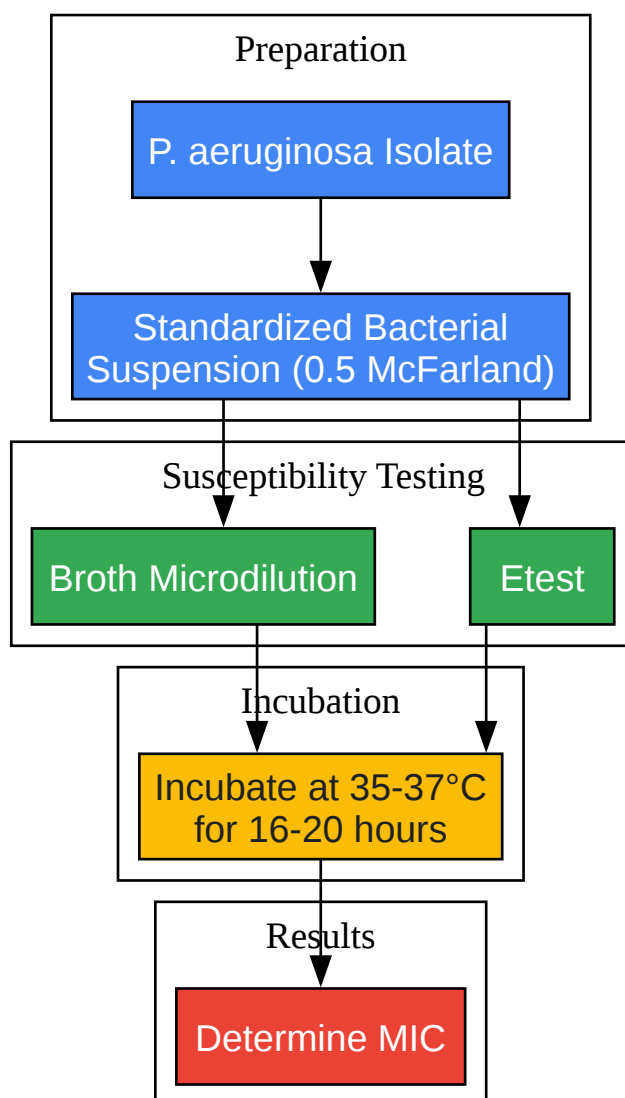 Preparation
P. aeruginosa Isolate
Standardized Bacterial
Suspension (0.5 McFarland)
Susceptibility Testing
Broth Microdilution
Etest
Incubation
Incubate at 35-37°C
for 16-20 hours
Results
Determine MIC